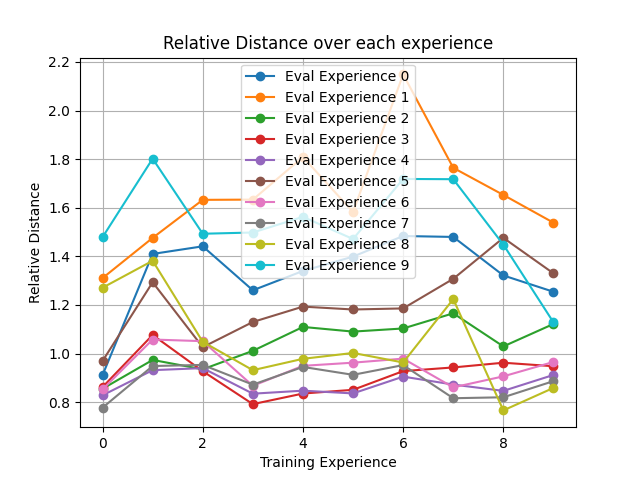 Relative Distance over each experience
2.2
2.0
1.8
1.6
1.4
1.2
1.0
0.8
Relative Distance
Eval Experience 0
Eval Experience 1
Eval Experience 2
Eval Experience 3
Eval Experience 4
Eval Experience 5
Eval Experience 6
Eval Experience 7
Eval Experience 8
Eval Experience 9
0 2 4 6 8
Training Experience